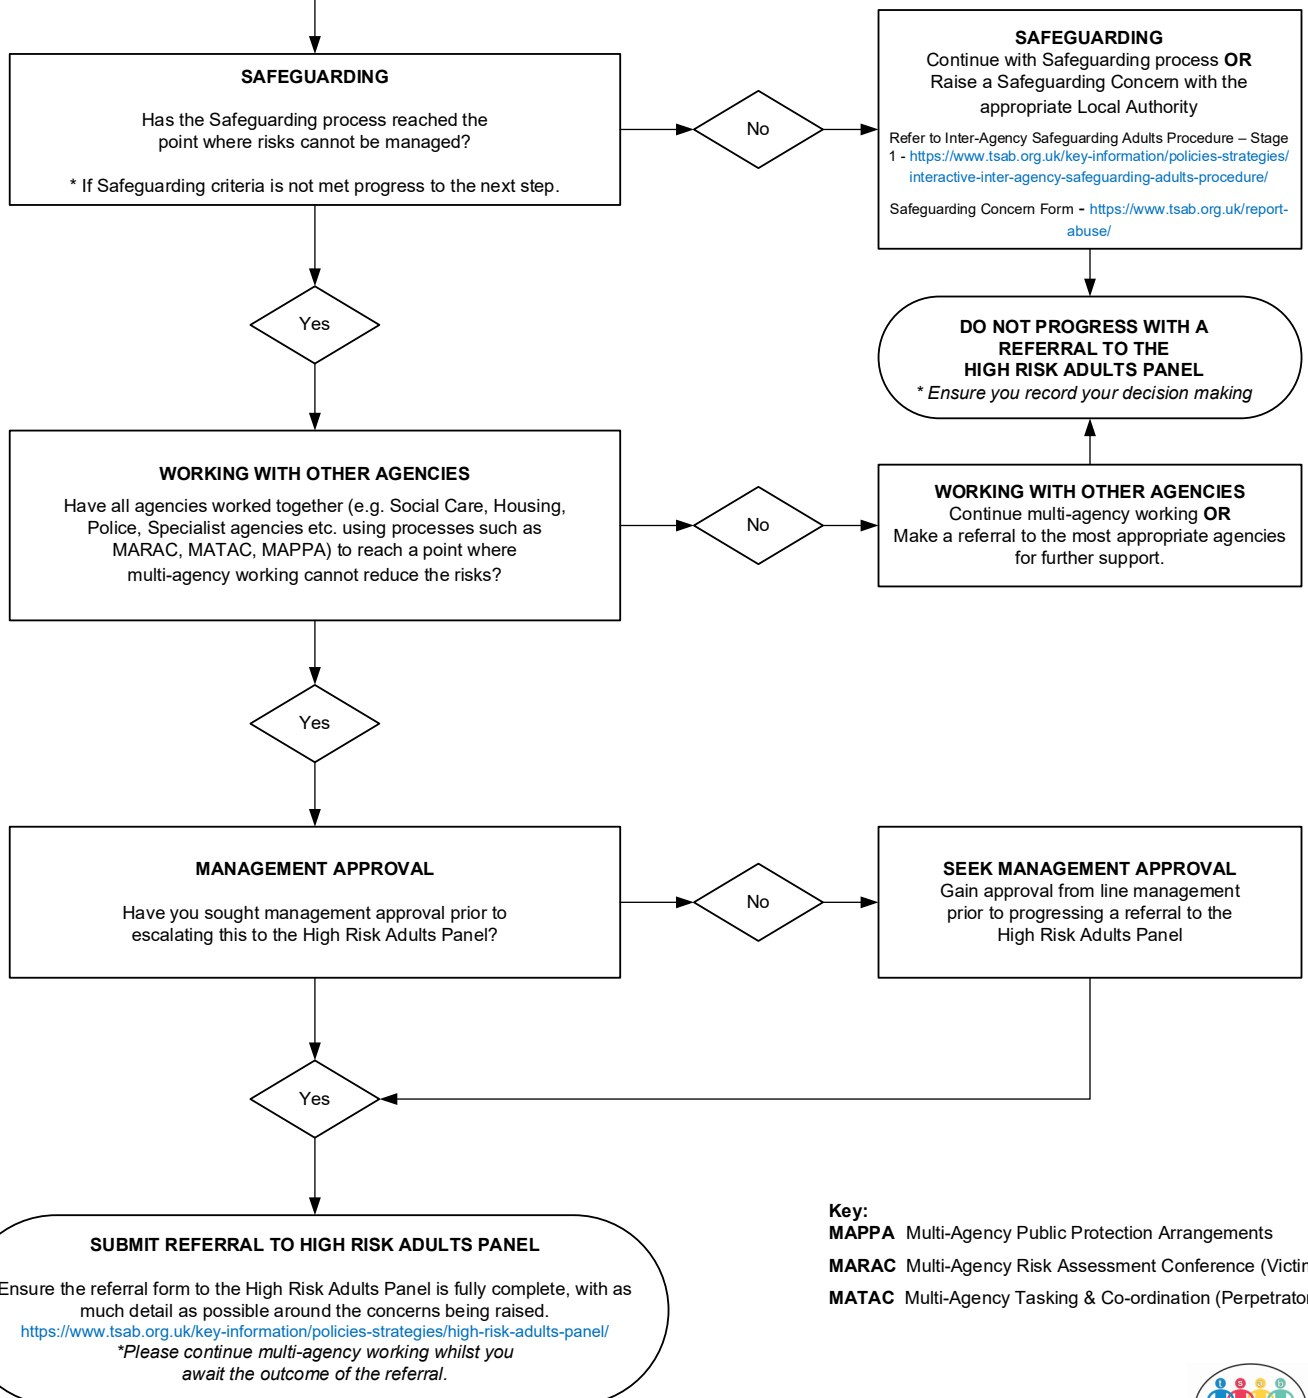 SAFEGUARDING
Has the Safeguarding process reached the
point where risks cannot be managed?
* If Safeguarding criteria is not met progress to the next step.
No
SAFEGUARDING
Continue with Safeguarding process OR
Raise a Safeguarding Concern with the
appropriate Local Authority
Refer to Inter-Agency Safeguarding Adults Procedure – Stage
1 - https://www.tsab.org.uk/key-information/policies-strategies/
interactive-inter-agency-safeguarding-adults-procedure/
Safeguarding Concern Form - https://www.tsab.org.uk/report-
abuse/
Yes
DO NOT PROGRESS WITH A
REFERRAL TO THE
HIGH RISK ADULTS PANEL
* Ensure you record your decision making
WORKING WITH OTHER AGENCIES
Have all agencies worked together (e.g. Social Care, Housing,
Police, Specialist agencies etc. using processes such as
MARAC, MATAC, MAPPA) to reach a point where
multi-agency working cannot reduce the risks?
No
WORKING WITH OTHER AGENCIES
Continue multi-agency working OR
Make a referral to the most appropriate agencies
for further support.
Yes
MANAGEMENT APPROVAL
Have you sought management approval prior to
escalating this to the High Risk Adults Panel?
No
SEEK MANAGEMENT APPROVAL
Gain approval from line management
prior to progressing a referral to the
High Risk Adults Panel
Yes
SUBMIT REFERRAL TO HIGH RISK ADULTS PANEL
Ensure the referral form to the High Risk Adults Panel is fully complete, with as
much detail as possible around the concerns being raised.
https://www.tsab.org.uk/key-information/policies-strategies/high-risk-adults-panel/
*Please continue multi-agency working whilst you
await the outcome of the referral.
Key:
MAPPA Multi-Agency Public Protection Arrangements
MARAC Multi-Agency Risk Assessment Conference
MATAC Multi-Agency Tasking & Co-ordination (Perpetrator
t s a b